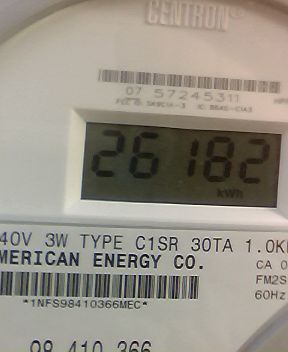 CENTRON®
07 57245311
26182
kWh
40V 3W TYPE C1SR 30TA 1.0K
MERICAN ENERGY CO.
CA 0
FM2S
60Hz
*1NFS98410366MEC*
98 410 366